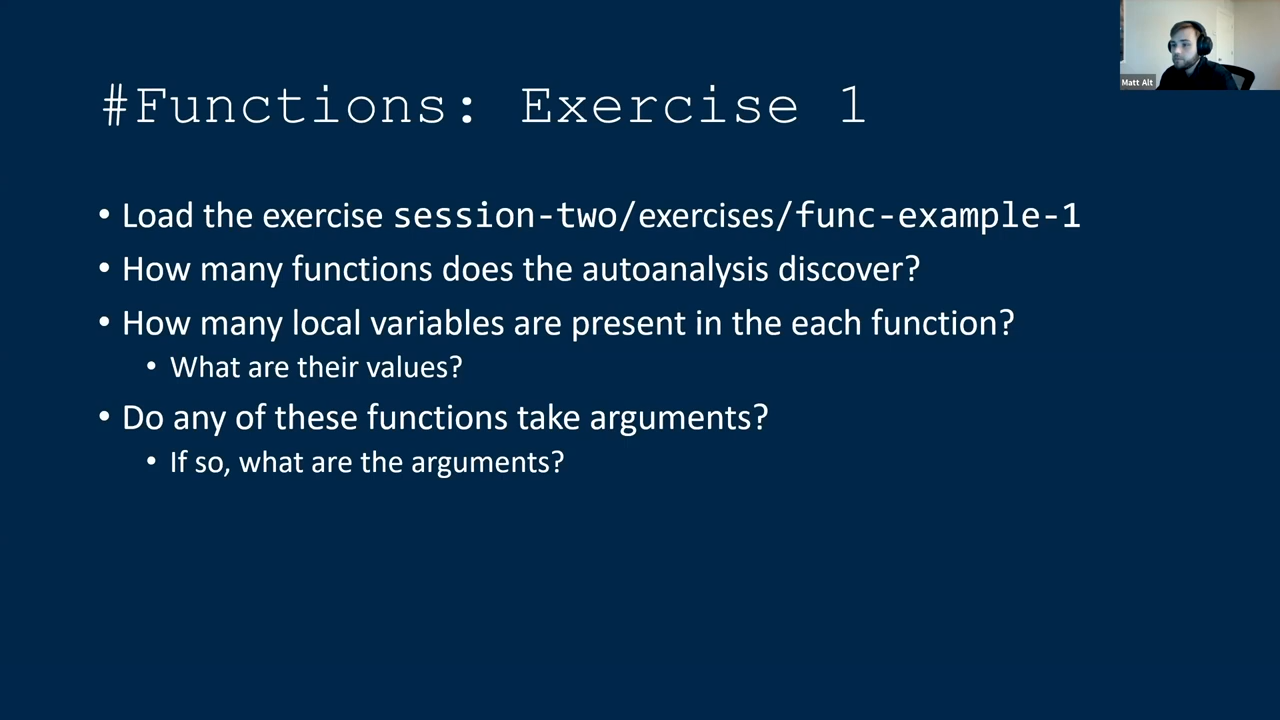 Matt Alt
#Functions: Exercise 1
• Load the exercise session-two/exercises/func-example-1
• How many functions does the autoanalysis discover?
• How many local variables are present in the each function?
• What are their values?
• Do any of these functions take arguments?
• If so, what are the arguments?